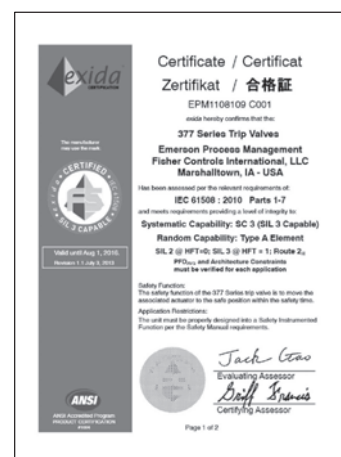 exida
CERTIFICATION
The manufacturer
may use the mark:
CERTIFIED
FS
SIL 3 CAPABLE
Valid until Aug 1, 2016.
Revision 1.1 July 9, 2013
ANSI
ANSI Accredited Program
PRODUCT CERTIFICATION
Certificate / Certificat
Zertifikat / 合格証
EPM1108109 C001
exida hereby confirms that the:
377 Series Trip Valves
Emerson Process Management
Fisher Controls International, LLC
Marshalltown, IA - USA
Has been assessed per the relevant requirements of:
IEC 61508 : 2010 Parts 1-7
and meets requirements providing a level of integrity to:
Systematic Capability: SC 3 (SIL 3 Capable)
Random Capability: Type A Element
SIL 2 @ HFT=0; SIL 3 @ HFT = 1; Route 2H
PFDAVG and Architecture Constraints
must be verified for each application
Safety Function:
The safety function of the 377 Series Trip valve is to move the
associated actuator to the safe position within the safety time.
Application Restrictions:
The unit must be properly designed into a Safety Instrumented
Function per the Safety Manual requirements.
Evaluating Assessor
Certifying Assessor
Page 1 of 2